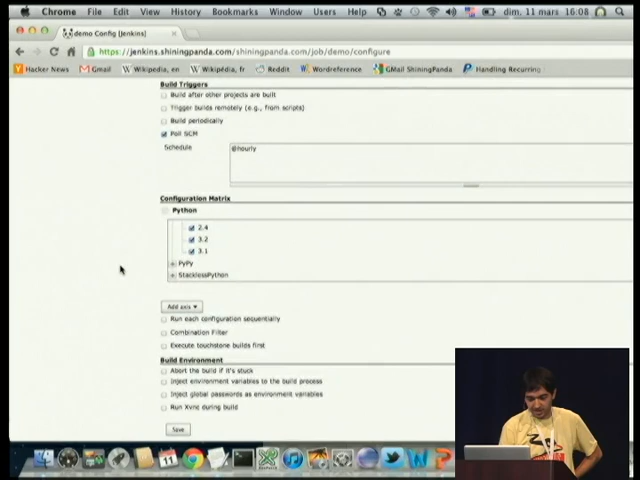 Chrome File Edit View History Bookmarks Window Users Help dim. 11 mars 16:08
demo Config [Jenkins]
https://jenkins.shiningpanda.com/shiningpanda.com/job/demo/configure
Hacker News Gmail Wikipedia, en Wikipédia, fr Reddit Wordreference GMail ShiningPanda Handling Recurring
Build Triggers
Build after other projects are built
Trigger builds remotely (e.g., from scripts)
Build periodically
Poll SCM
Schedule
@hourly
Configuration Matrix
Python
2.4
3.2
3.1
PyPy
StacklessPython
Add axis
Run each configuration sequentially
Combination Filter
Execute touchstone builds first
Build Environment
Abort the build if it's stuck
Inject environment variables to the build process
Inject global passwords as environment variables
Run Xvnc during build
Save
11